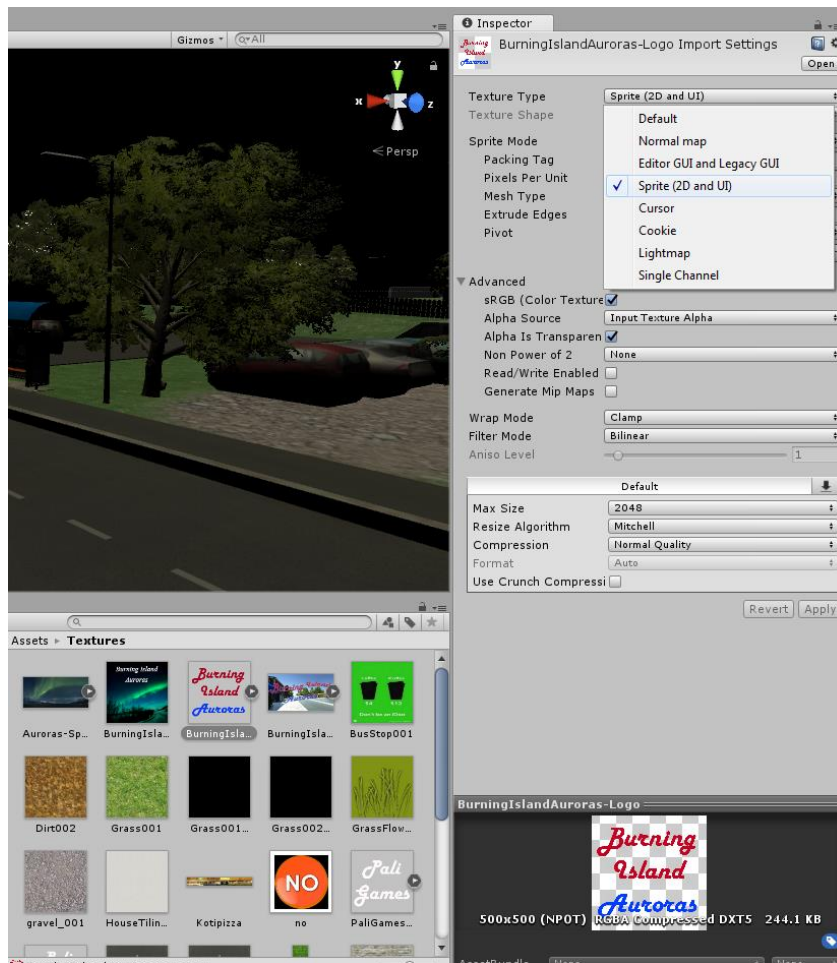 Inspector
Gizmos
All
BurningIslandAuroras-Logo Import Settings
Open
y
x
z
Persp
Texture Type
Sprite (2D and UI)
Texture Shape
Default
Normal map
Editor GUI and Legacy GUI
Sprite (2D and UI)
Cursor
Cookie
Lightmap
Single Channel
Sprite Mode
Packing Tag
Pixels Per Unit
Mesh Type
Extrude Edges
Pivot
Advanced
sRGB (Color Texture
Alpha Source
Input Texture Alpha
Alpha Is Transparen
Non Power of 2
None
Read/Write Enabled
Generate Mip Maps
Wrap Mode
Clamp
Filter Mode
Bilinear
Aniso Level
1
Default
Max Size
2048
Resize Algorithm
Mitchell
Compression
Normal Quality
Format
Auto
Use Crunch Compressi
Revert
Apply
Assets
Textures
Burning Island
Auroras
Burning
Island
Auroras
Auroras-Sp...
BurningIsla...
BurningIsla...
BurningIsla...
BusStop001
Dirt002
Grass001
Grass001...
Grass002...
GrassFlow...
NO
Pali
Games
gravel_001
HouseTilin...
Kotipizza
no
PaliGames...
BurningIslandAuroras-Logo
Burning
Island
Auroras
500x500 (NPOT) RGBA Compressed DXT5 244.1 KB